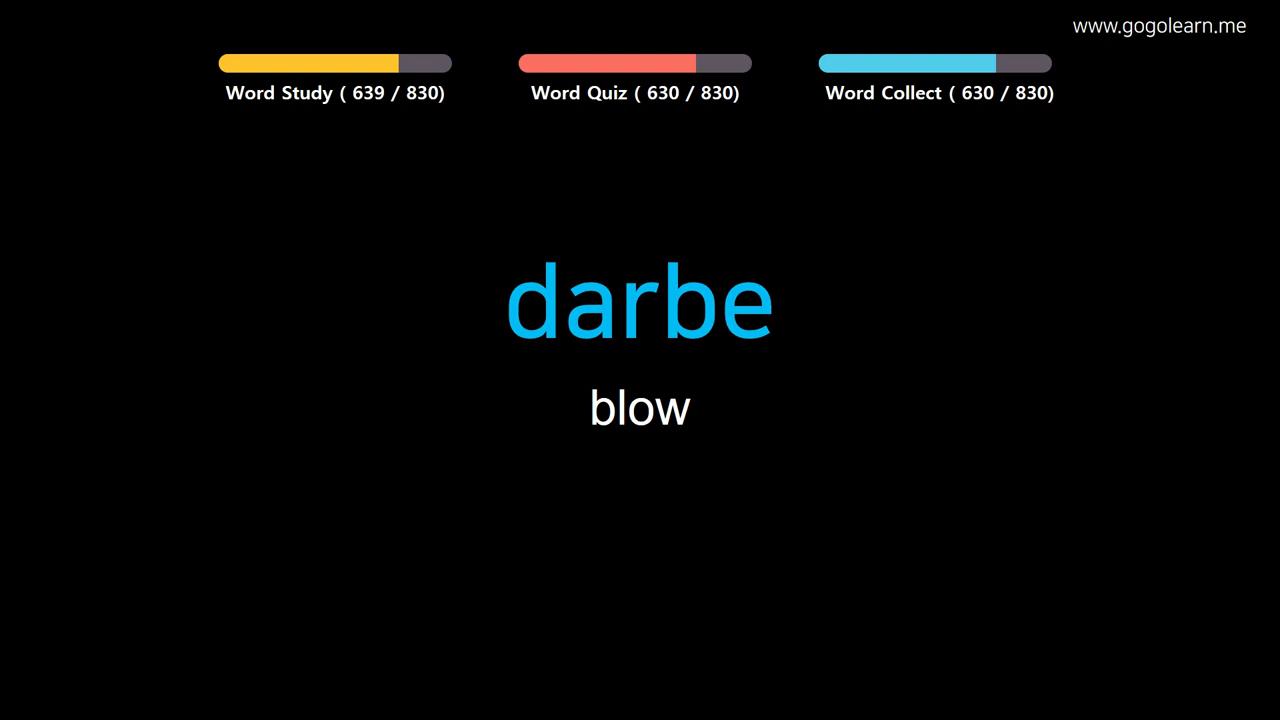 www.gogolearn.me
Word Study ( 639 / 830)
Word Quiz ( 630 / 830)
Word Collect ( 630 / 830)
darbe
blow